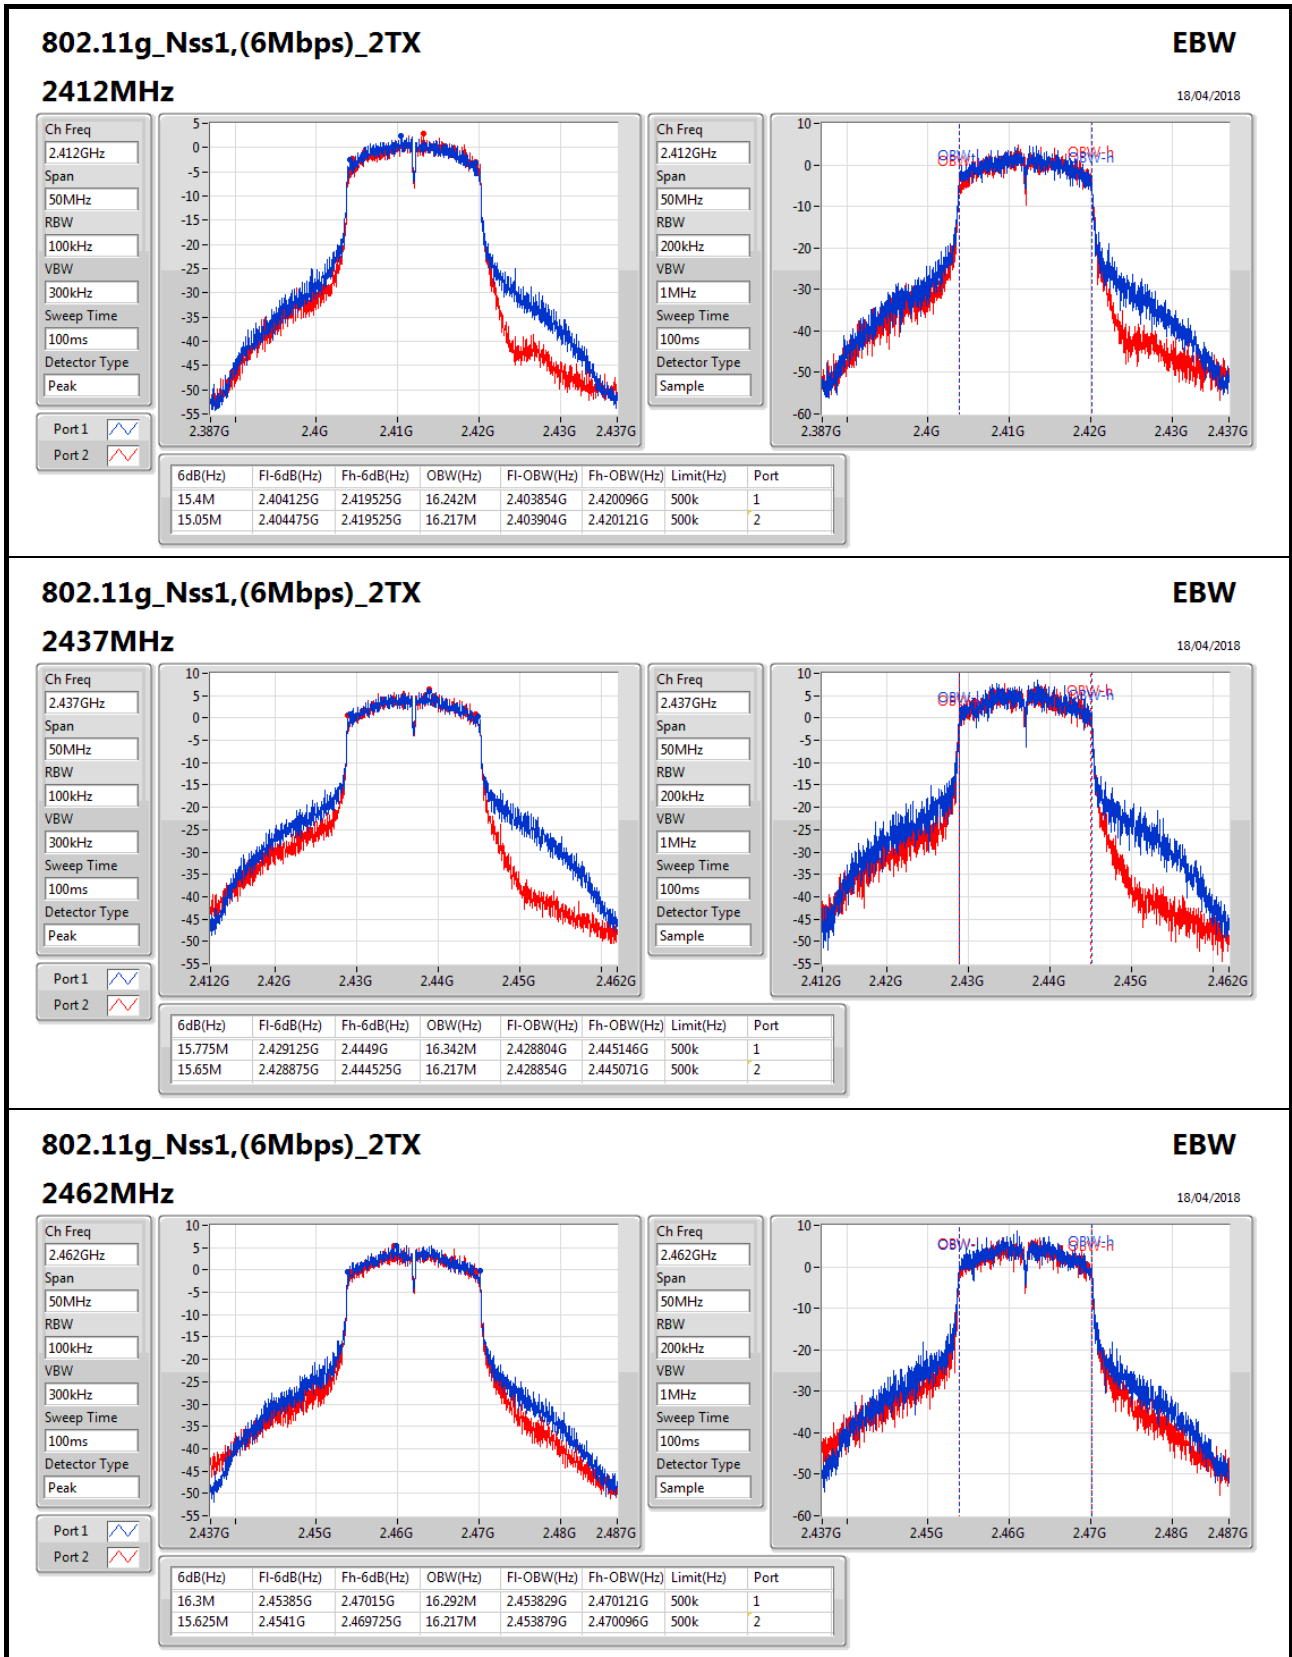 802.11g_Nss1,(6Mbps)_2TX EBW
2412MHz 18/04/2018
Ch Freq
2.412GHz
Span
50MHz
RBW
100kHz
VBW
300kHz
Sweep Time
100ms
Detector Type
Peak
Port 1
Port 2
5
0
-5
-10
-15
-20
-25
-30
-35
-40
-45
-50
-55
2.387G 2.4G 2.41G 2.42G 2.43G 2.437G
Ch Freq
2.412GHz
Span
50MHz
RBW
200kHz
VBW
1MHz
Sweep Time
100ms
Detector Type
Sample
10
0
-10
-20
-30
-40
-50
-60
OBW-h
OBW-h
2.387G 2.4G 2.41G 2.42G 2.43G 2.437G
6dB(Hz) Fl-6dB(Hz) Fh-6dB(Hz) OBW(Hz) Fl-OBW(Hz) Fh-OBW(Hz) Limit(Hz) Port
15.4M 2.404125G 2.419525G 16.242M 2.403854G 2.420096G 500k 1
15.05M 2.404475G 2.419525G 16.217M 2.403904G 2.420121G 500k 2
802.11g_Nss1,(6Mbps)_2TX EBW
2437MHz 18/04/2018
Ch Freq
2.437GHz
Span
50MHz
RBW
100kHz
VBW
300kHz
Sweep Time
100ms
Detector Type
Peak
Port 1
Port 2
10
5
0
-5
-10
-15
-20
-25
-30
-35
-40
-45
-50
-55
2.412G 2.42G 2.43G 2.44G 2.45G 2.462G
Ch Freq
2.437GHz
Span
50MHz
RBW
200kHz
VBW
1MHz
Sweep Time
100ms
Detector Type
Sample
10
5
0
-5
-10
-15
-20
-25
-30
-35
-40
-45
-50
-55
OBW-h
OBW-h
2.412G 2.42G 2.43G 2.44G 2.45G 2.462G
6dB(Hz) Fl-6dB(Hz) Fh-6dB(Hz) OBW(Hz) Fl-OBW(Hz) Fh-OBW(Hz) Limit(Hz) Port
15.775M 2.429125G 2.4449G 16.342M 2.428804G 2.445146G 500k 1
15.65M 2.428875G 2.444525G 16.217M 2.428854G 2.445071G 500k 2
802.11g_Nss1,(6Mbps)_2TX EBW
2462MHz 18/04/2018
Ch Freq
2.462GHz
Span
50MHz
RBW
100kHz
VBW
300kHz
Sweep Time
100ms
Detector Type
Peak
Port 1
Port 2
10
5
0
-5
-10
-15
-20
-25
-30
-35
-40
-45
-50
-55
2.437G 2.45G 2.46G 2.47G 2.48G 2.487G
Ch Freq
2.462GHz
Span
50MHz
RBW
200kHz
VBW
1MHz
Sweep Time
100ms
Detector Type
Sample
10
0
-10
-20
-30
-40
-50
-60
OBW-h
OBW-h
2.437G 2.45G 2.46G 2.47G 2.48G 2.487G
6dB(Hz) Fl-6dB(Hz) Fh-6dB(Hz) OBW(Hz) Fl-OBW(Hz) Fh-OBW(Hz) Limit(Hz) Port
16.3M 2.45385G 2.47015G 16.292M 2.453829G 2.470121G 500k 1
15.625M 2.4541G 2.469725G 16.217M 2.453879G 2.470096G 500k 2